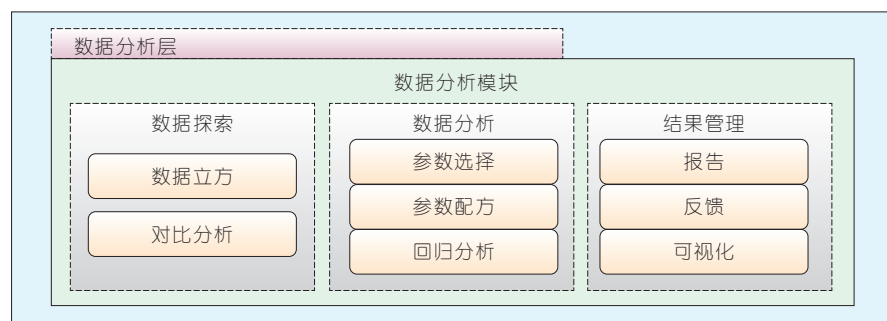 数据分析层
数据分析模块
数据探索
数据立方
对比分析
数据分析
参数选择
参数配方
回归分析
结果管理
报告
反馈
可视化